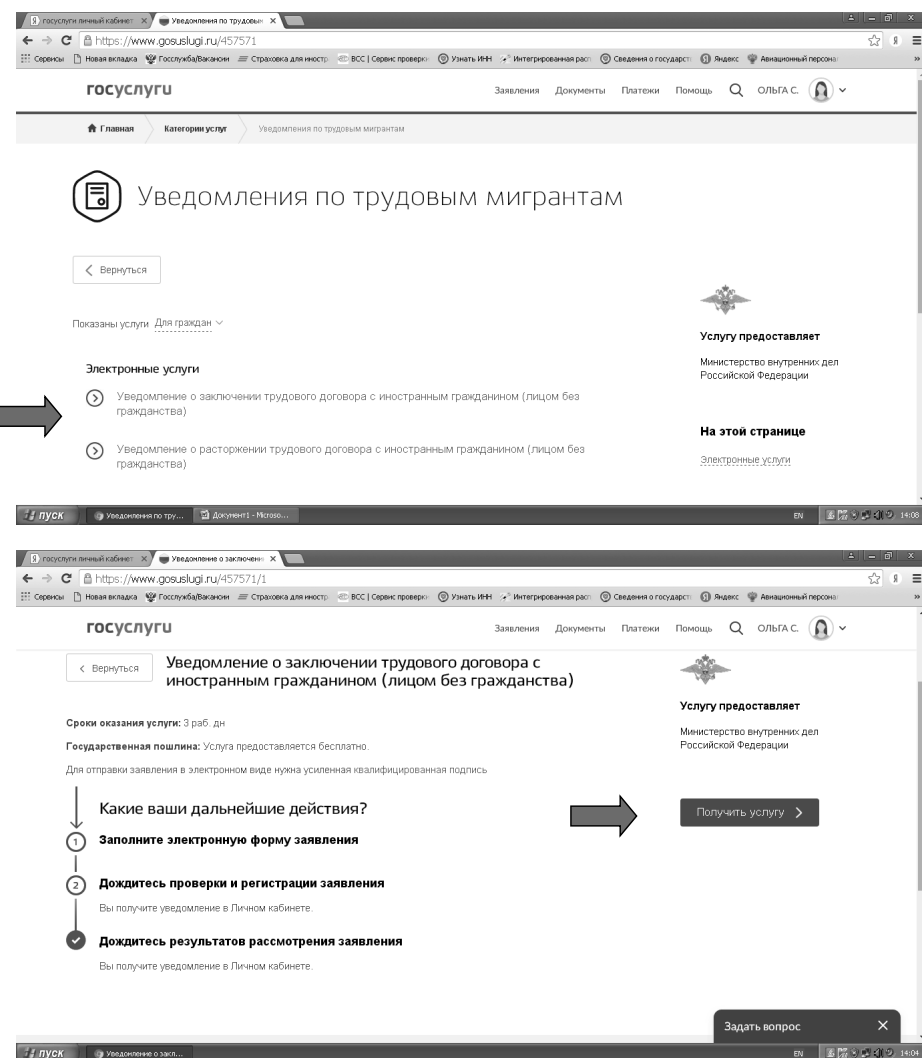 госуслуги личный кабинет
Уведомления по трудовым
https://www.gosuslugi.ru/457571
Сервисы Новая вкладка Госслужба/Вакансии Страховка для иностр ВСС | Сервис проверки Узнать ИНН Интегрированная расп Сведения о государст Яндекс Авиационный персона
госуслуги Заявления Документы Платежи Помощь ОЛЬГА С.
Главная Категории услуг Уведомления по трудовым мигрантам
Уведомления по трудовым мигрантам
Вернуться
Показаны услуги Для граждан
Электронные услуги
Уведомление о заключении трудового договора с иностранным гражданином (лицом без
гражданства)
Уведомление о расторжении трудового договора с иностранным гражданином (лицом без
гражданства)
Услугу предоставляет
Министерство внутренних дел
Российской Федерации
На этой странице
Электронные услуги
пуск Уведомления по тру... Документ1 - Microso... EN 14:08
госуслуги личный кабинет
Уведомление о заключени
https://www.gosuslugi.ru/457571/1
Сервисы Новая вкладка Госслужба/Вакансии Страховка для иностр ВСС | Сервис проверки Узнать ИНН Интегрированная расп Сведения о государст Яндекс Авиационный персона
госуслуги Заявления Документы Платежи Помощь ОЛЬГА С.
Вернуться
Уведомление о заключении трудового договора с
иностранным гражданином (лицом без гражданства)
Сроки оказания услуги: 3 раб. дн
Государственная пошлина: Услуга предоставляется бесплатно.
Для отправки заявления в электронном виде нужна усиленная квалифицированная подпись
Какие ваши дальнейшие действия?
1 Заполните электронную форму заявления
2 Дождитесь проверки и регистрации заявления
Вы получите уведомление в Личном кабинете.
Дождитесь результатов рассмотрения заявления
Вы получите уведомление в Личном кабинете.
Услугу предоставляет
Министерство внутренних дел
Российской Федерации
Получить услугу
Задать вопрос
пуск Уведомление о закл... EN 14:04